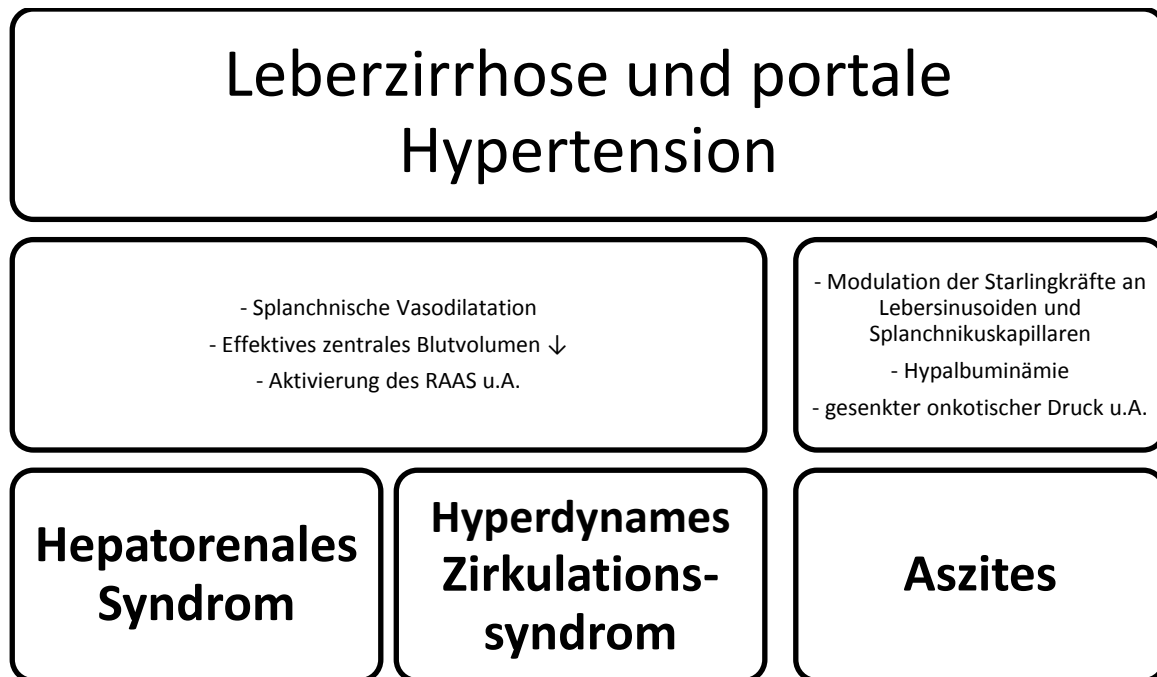 Leberzirrhose und portale
Hypertension
- Splanchnische Vasodilatation
- Effektives zentrales Blutvolumen ↓
- Aktivierung des RAAS u.A.
- Modulation der Starlingkräfte an
Lebersinusoiden und
Splanchnikuskapillaren
- Hypalbuminämie
- gesenkter onkotischer Druck u.A.
Hepatorenales
Syndrom
Hyperdynames
Zirkulations-
syndrom
Aszites